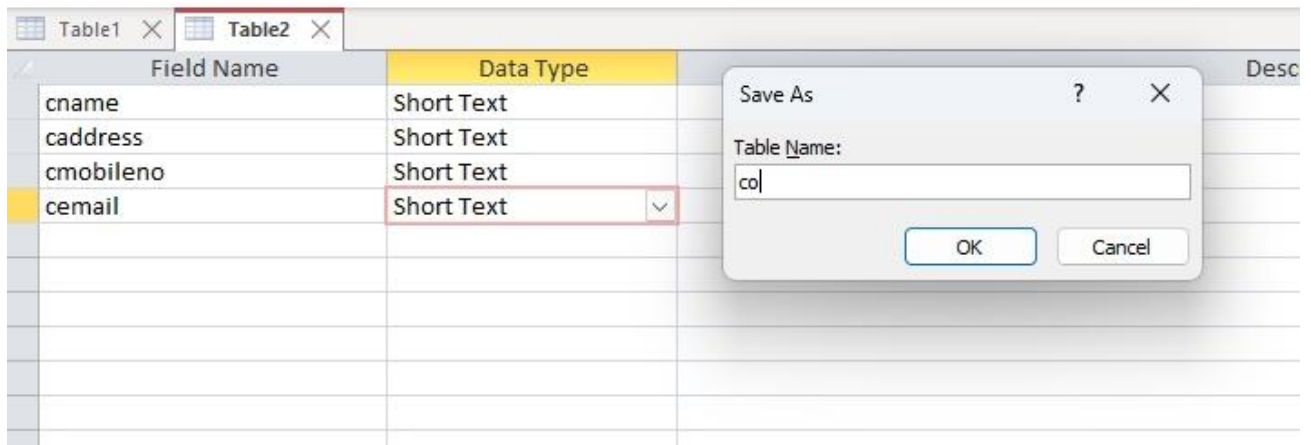 Table1 Table2
Field Name Data Type Desc
cname Short Text
caddress Short Text
cmobileno Short Text
cemail Short Text
Save As ?
Table Name:
co
OK Cancel